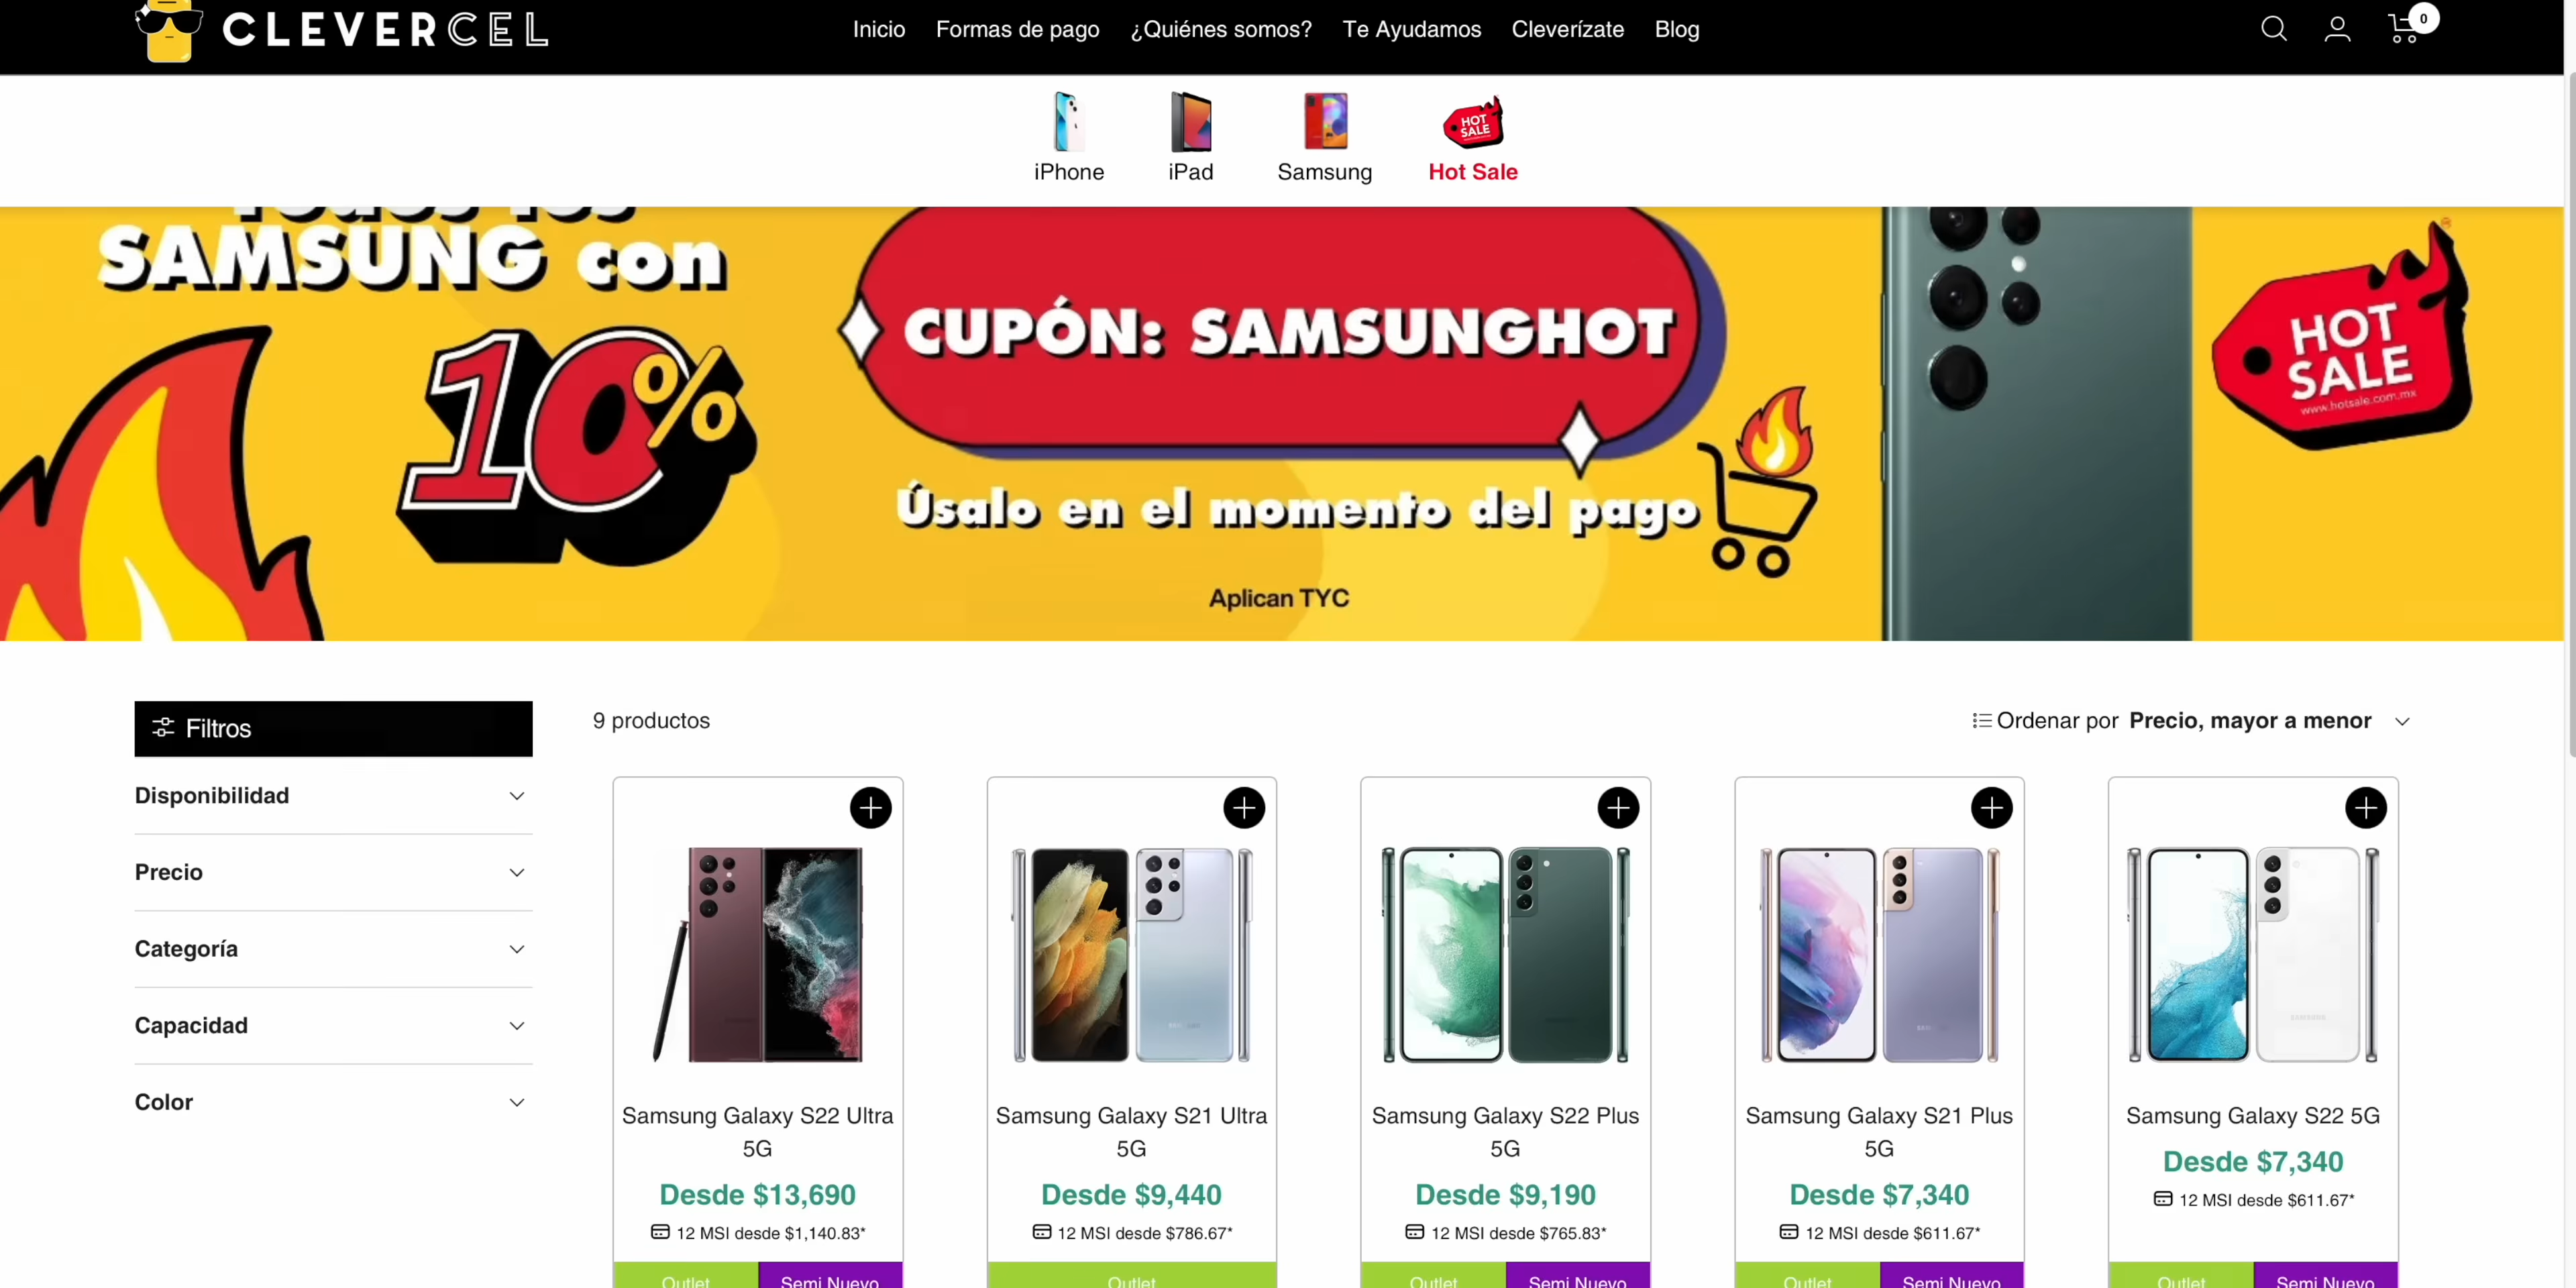 CLEVERCEL
Inicio Formas de pago ¿Quiénes somos? Te Ayudamos Cleverízate Blog
0
iPhone iPad Samsung Hot Sale
HOT SALE
SAMSUNG con
10%
CUPÓN: SAMSUNGHOT
Úsalo en el momento del pago
Aplican TYC
HOT
SALE
www.hotsale.com.mx
Filtros
Disponibilidad
Precio
Categoría
Capacidad
Color
9 productos
Ordenar por Precio, mayor a menor
Samsung Galaxy S22 Ultra
5G
Desde $13,690
12 MSI desde $1,140.83*
Outlet Semi Nuevo
Samsung Galaxy S21 Ultra
5G
Desde $9,440
12 MSI desde $786.67*
Outlet
Samsung Galaxy S22 Plus
5G
Desde $9,190
12 MSI desde $765.83*
Outlet Semi Nuevo
Samsung Galaxy S21 Plus
5G
Desde $7,340
12 MSI desde $611.67*
Outlet Semi Nuevo
Samsung Galaxy S22 5G
Desde $7,340
12 MSI desde $611.67*
Outlet Semi Nuevo